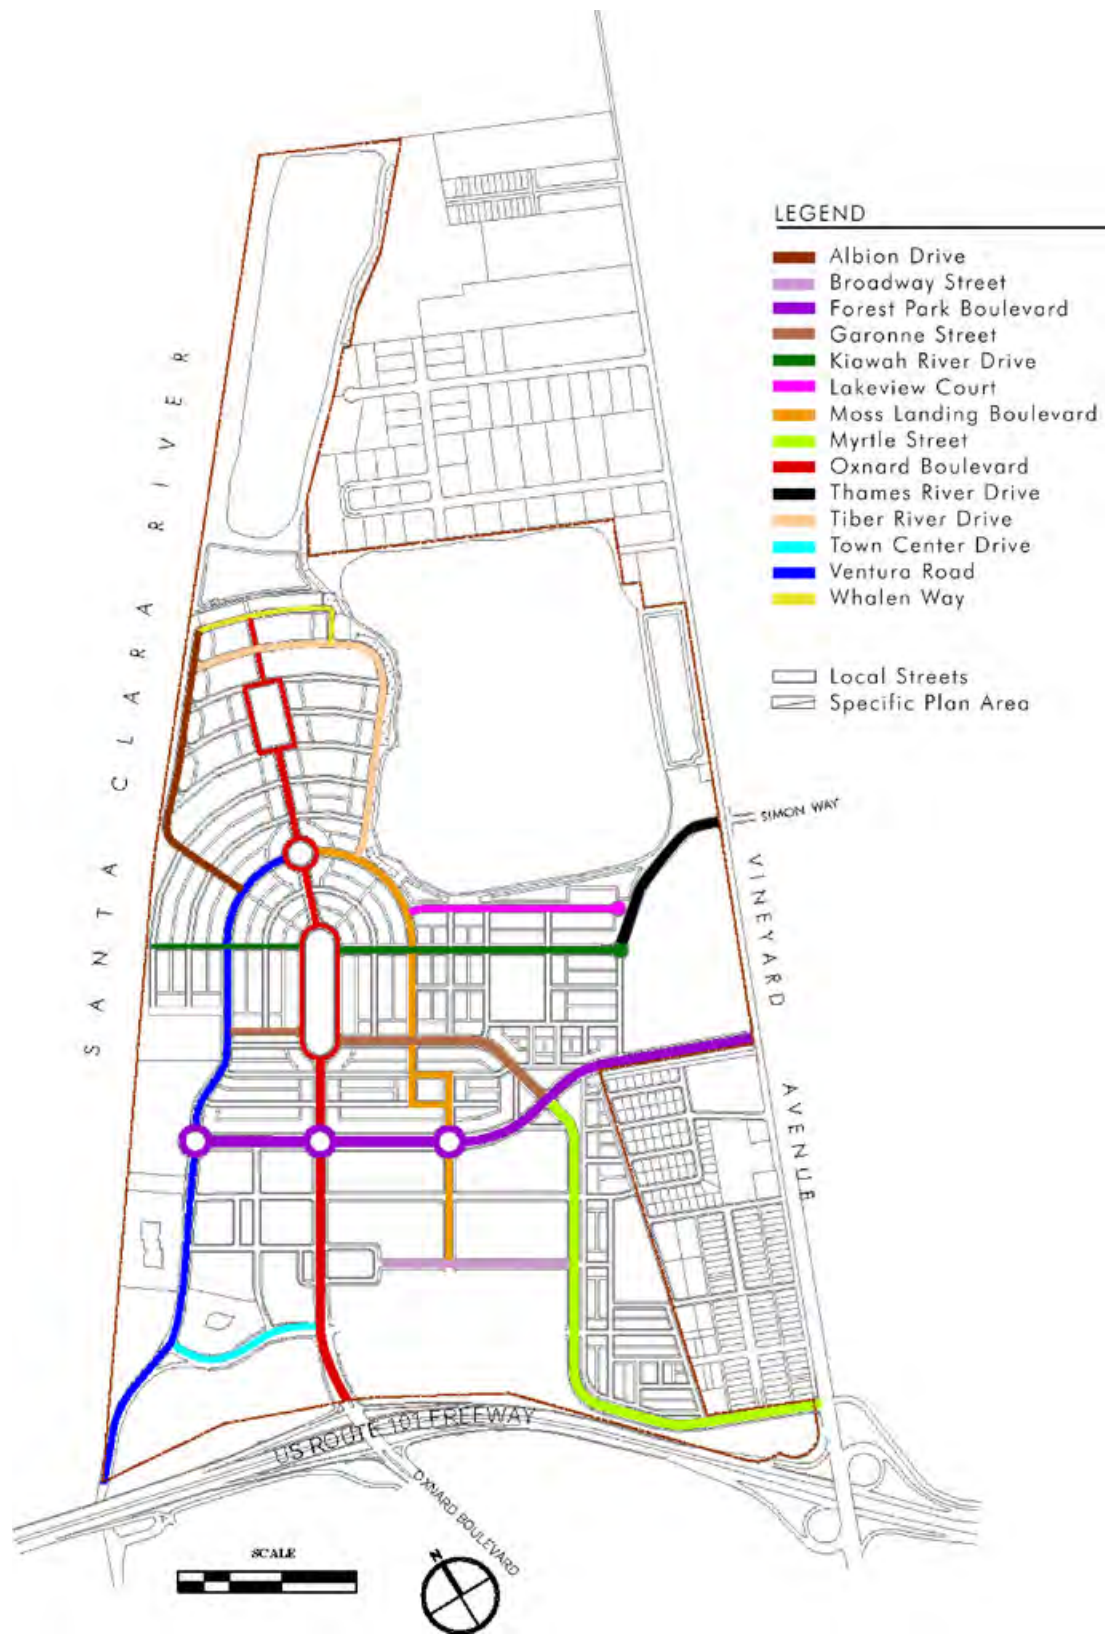 LEGEND
Albion Drive
Broadway Street
Forest Park Boulevard
Garonne Street
Kiawah River Drive
Lakeview Court
Moss Landing Boulevard
Myrtle Street
Oxnard Boulevard
Thames River Drive
Tiber River Drive
Town Center Drive
Ventura Road
Whalen Way
Local Streets
Specific Plan Area
SANTA CLARA RIVER
SIMON WAY
VINEYARD AVENUE
US ROUTE 101 FREEWAY
OXNARD BOULEVARD
SCALE
N